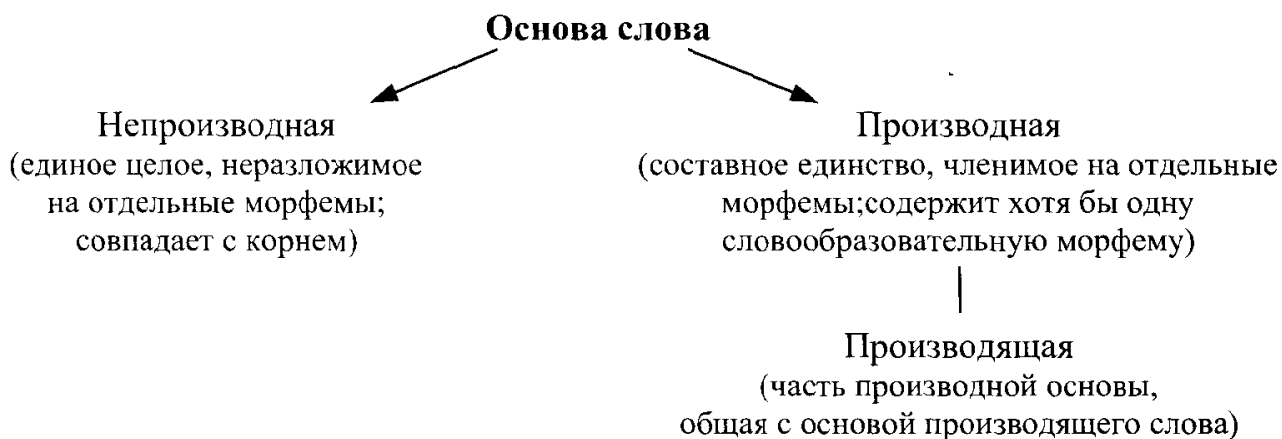 Основа слова
Непроизводная
(единое целое, неразложимое
на отдельные морфемы;
совпадает с корнем)
Производная
(составное единство, членимое на отдельные
морфемы;содержит хотя бы одну
словообразовательную морфему)
Производящая
(часть производной основы,
общая с основой производящего слова)